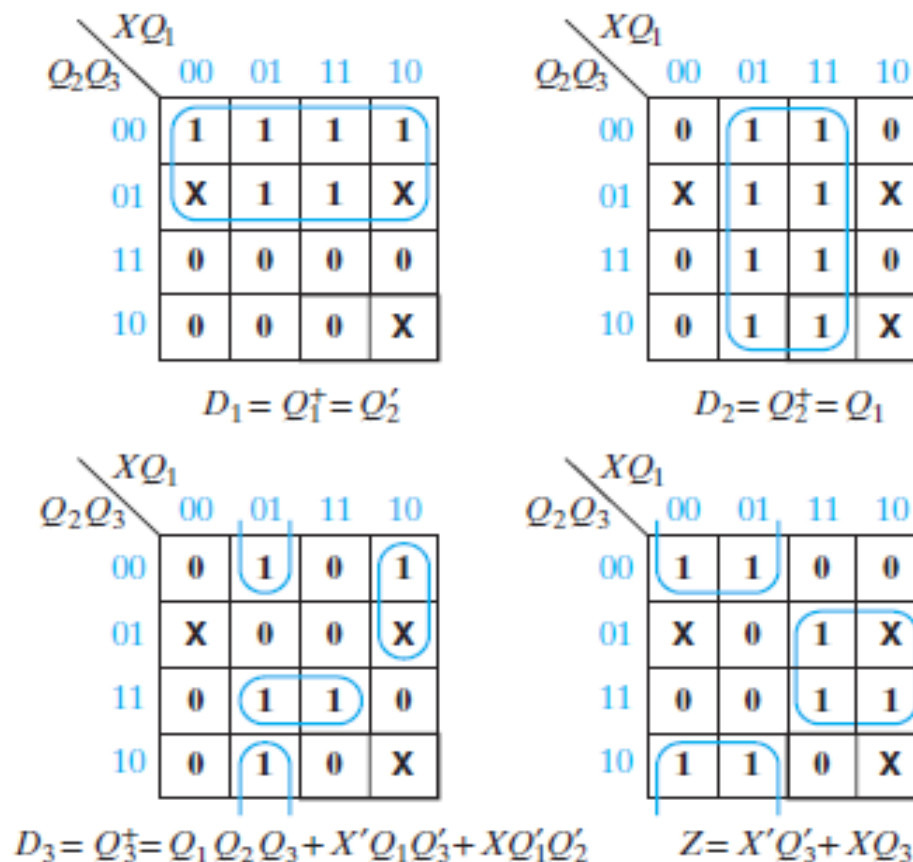 XQ₁ XQ₁
Q₂Q₃ 00 01 11 10 Q₂Q₃ 00 01 11 10
00 1 1 1 1 00 0 1 1 0
01 X 1 1 X 01 X 1 1 X
11 0 0 0 0 11 0 1 1 0
10 0 0 0 X 10 0 1 1 X
D₁ = Q₁⁺ = Q₂′ D₂ = Q₂⁺ = Q₁
XQ₁ XQ₁
Q₂Q₃ 00 01 11 10 Q₂Q₃ 00 01 11 10
00 0 1 0 1 00 1 1 0 0
01 X 0 0 X 01 X 0 1 X
11 0 1 1 0 11 0 0 1 1
10 0 1 0 X 10 1 1 0 X
D₃ = Q₃⁺ = Q₁Q₂Q₃ + X′Q₁Q₃′ + XQ₁′Q₂′ Z = X′Q₃′ + XQ₃